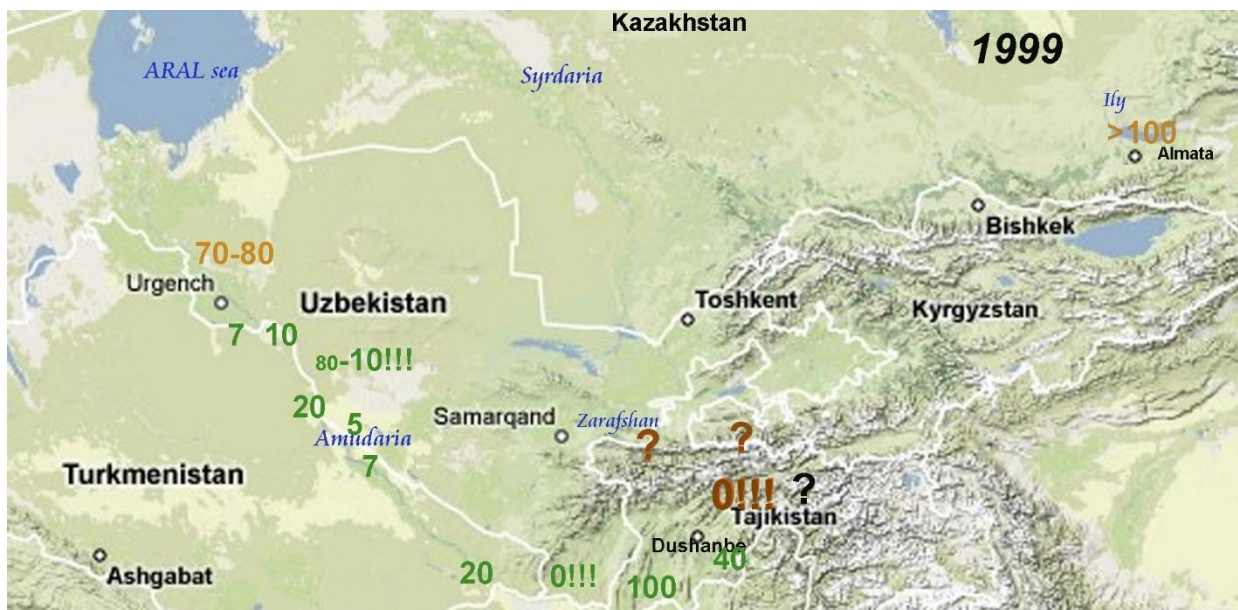 Kazakhstan
1999
ARAL sea
Syrdaria
Ily
>100
Almata
Bishkek
70-80
Urgench
Uzbekistan
Toshkent
Kyrgyzstan
7
10
80-10!!!
20
5
Samarqand
Zarafshan
Amudaria
?
?
7
Turkmenistan
0!!!
?
Tajikistan
Dushanbe
40
Ashgabat
20
0!!!
100